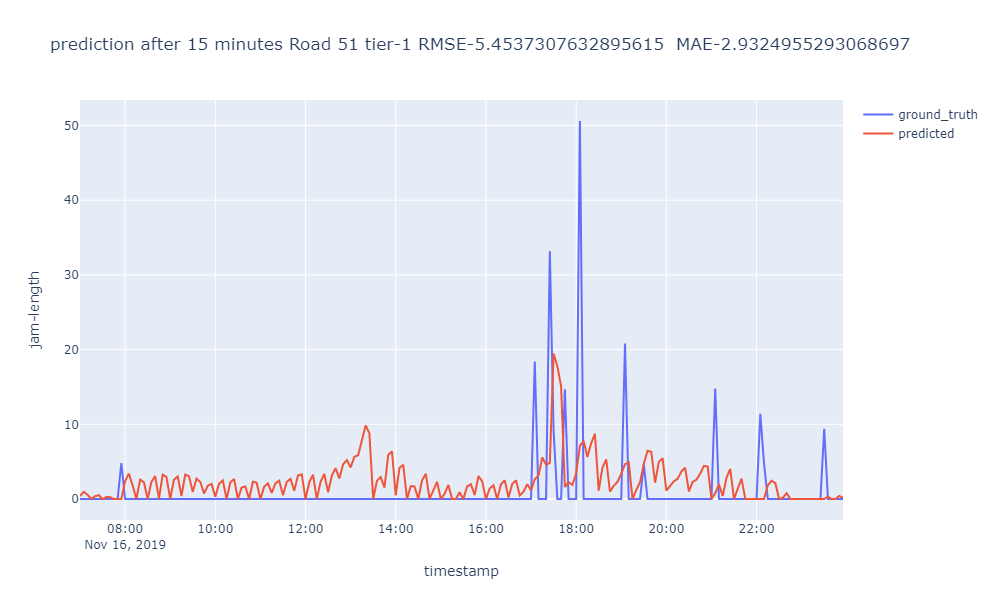 prediction after 15 minutes Road 51 tier-1 RMSE-5.4537307632895615  MAE-2.9324955293068697
ground_truth
predicted
50
40
30
20
10
0
jam-length
08:00 10:00 12:00 14:00 16:00 18:00 20:00 22:00
Nov 16, 2019
timestamp